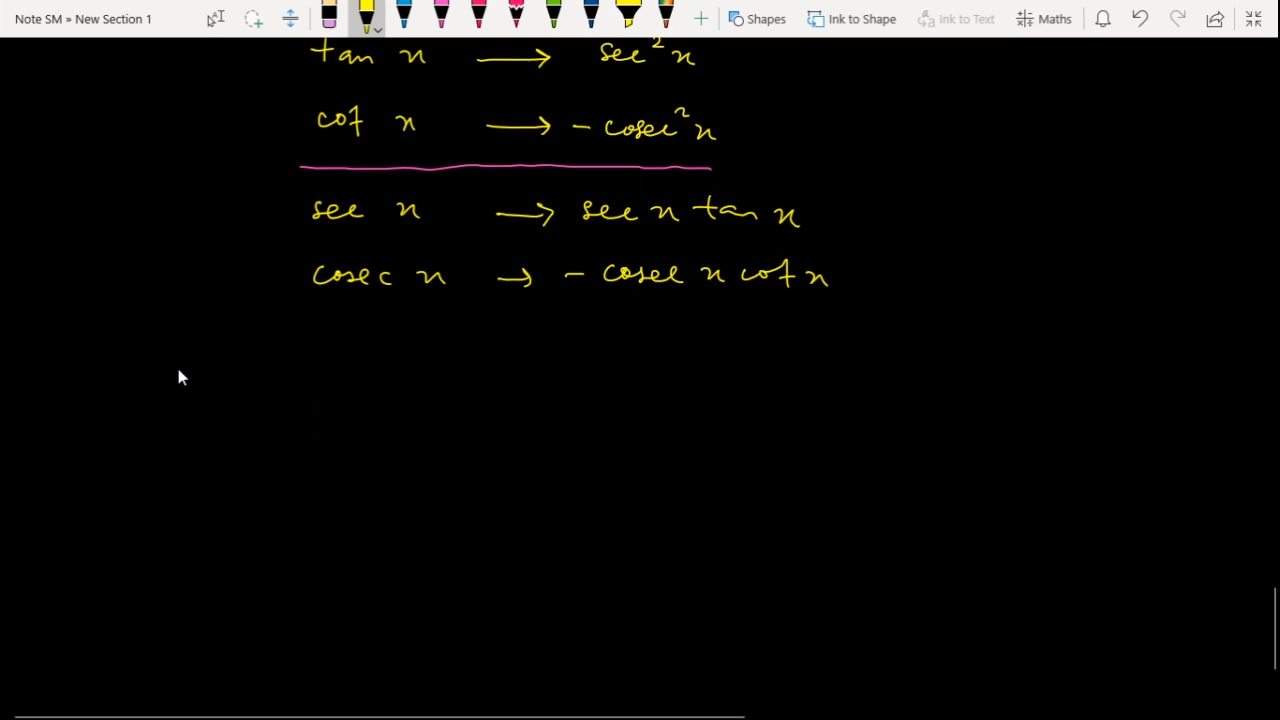 Note SM » New Section 1 Shapes Ink to Shape Ink to Text Maths
tan x → sec²x
cot x → - cosec²x
sec x → sec x tan x
cosec x → - cosec x cot x